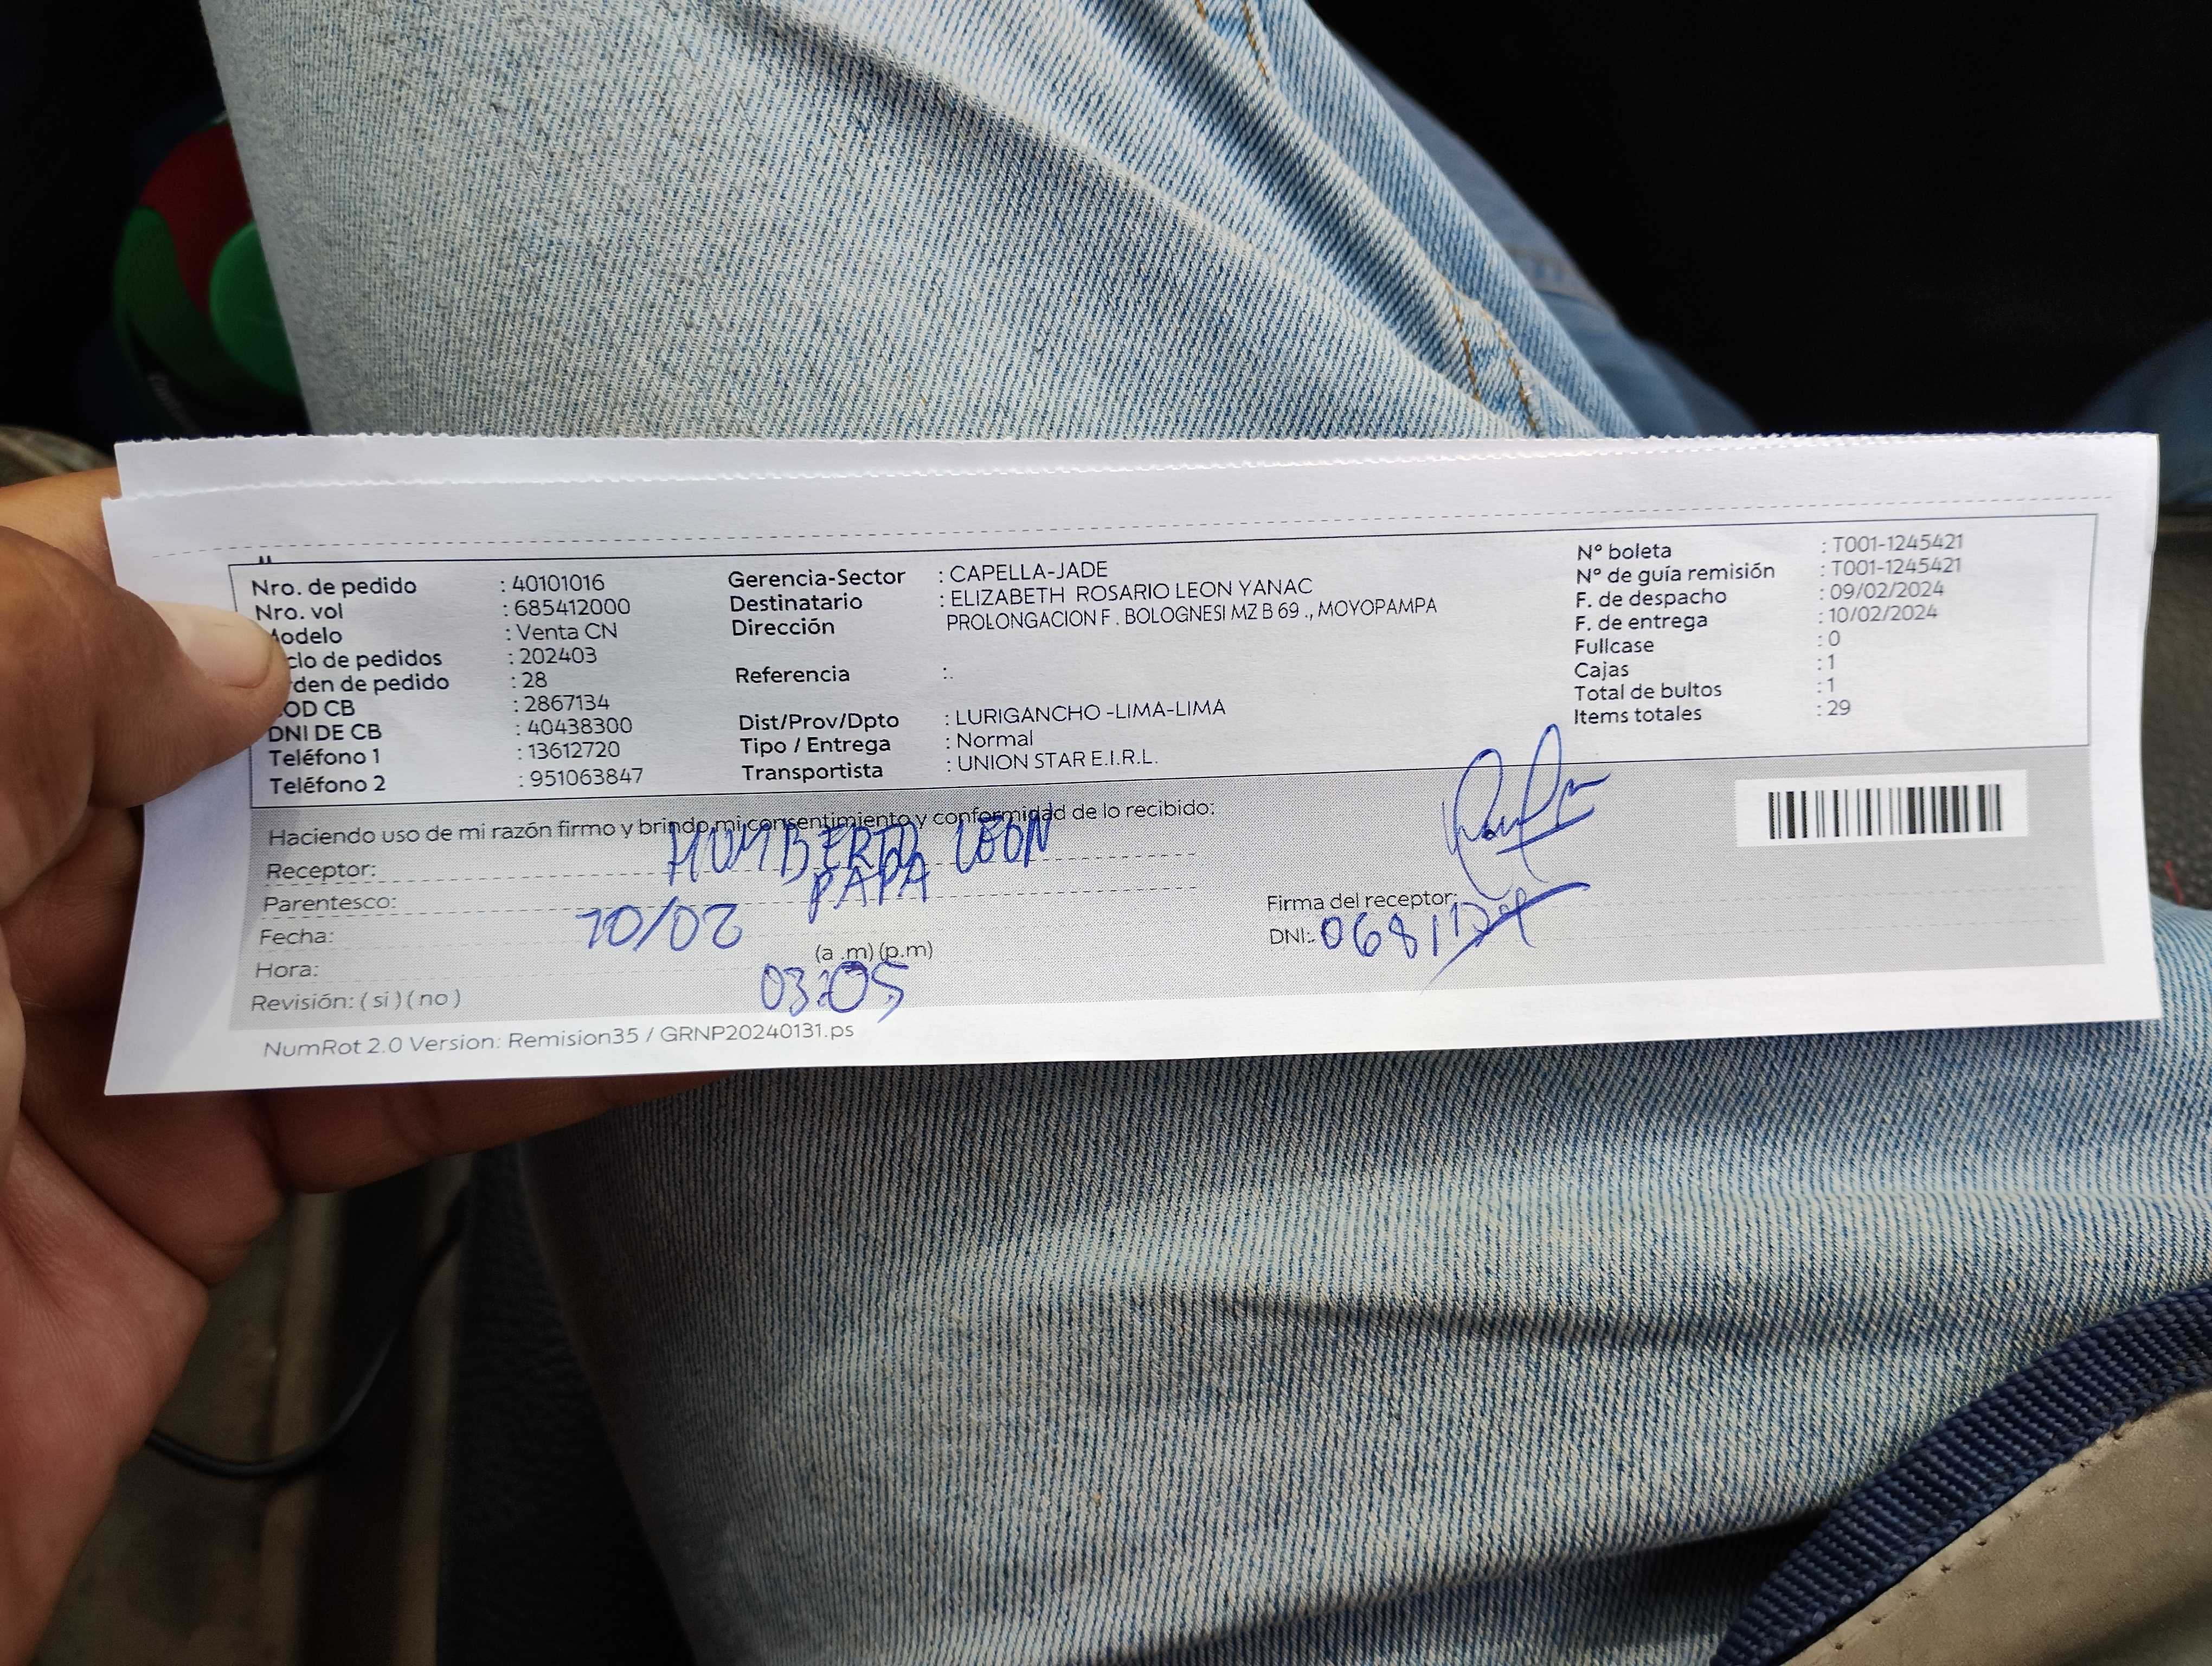 Nro. de pedido : 40101016
Nro. vol : 685412000
Modelo : Venta CN
clo de pedidos : 202403
rden de pedido : 28
COD CB : 2867134
DNI DE CB : 40438300
Teléfono 1 : 13612720
Teléfono 2 : 951063847
Gerencia-Sector : CAPELLA-JADE
Destinatario : ELIZABETH ROSARIO LEON YANAC
Dirección PROLONGACION F. BOLOGNESI MZ B 69 ., MOYOPAMPA
Referencia :.
Dist/Prov/Dpto : LURIGANCHO -LIMA-LIMA
Tipo / Entrega : Normal
Transportista : UNION STAR E.I.R.L.
N° boleta : T001-1245421
N° de guía remisión : T001-1245421
F. de despacho : 09/02/2024
F. de entrega : 10/02/2024
Fullcase : 0
Cajas : 1
Total de bultos : 1
Items totales : 29
Haciendo uso de mi razón firmo y brindo mi consentimiento y conformidad de lo recibido:
Receptor: HUMBERTO LEON
Parentesco: PAPA
Fecha: 10/02
Hora: 03:05 (a .m) (p.m)
Revisión: ( si ) ( no )
Firma del receptor:
DNI:
NumRot 2.0 Version: Remision35 / GRNP20240131.ps